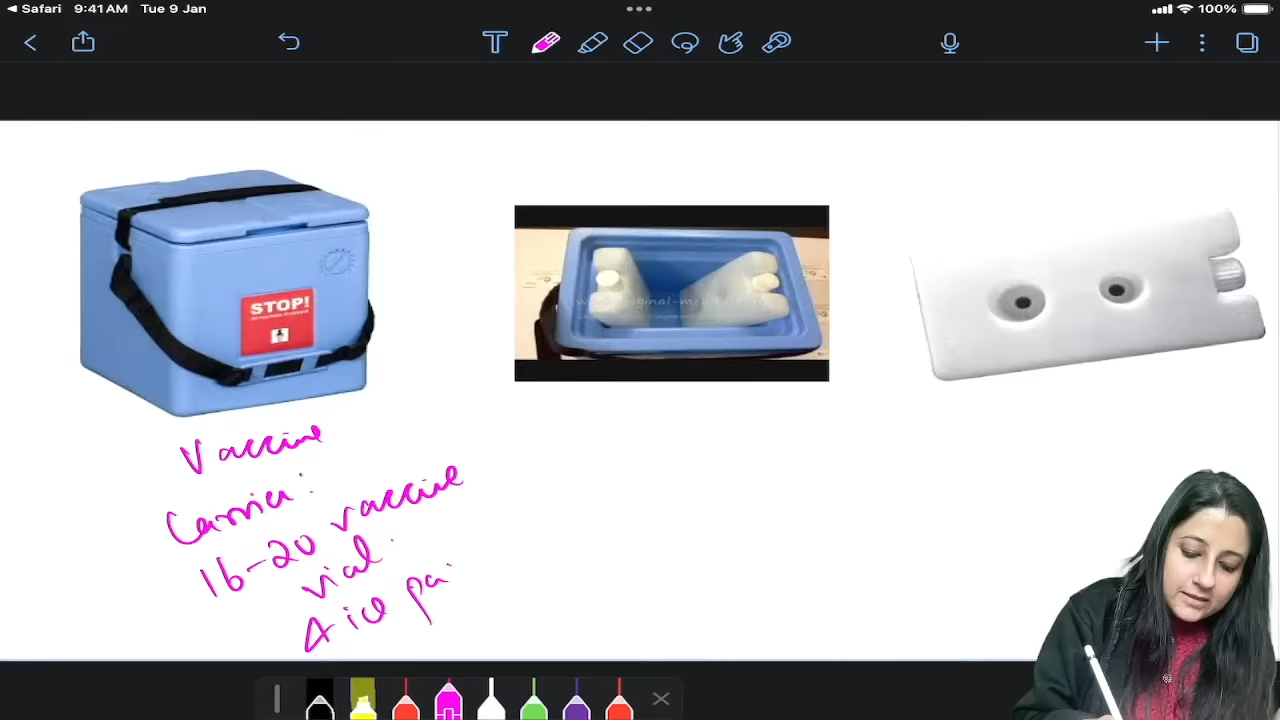 Safari 9:41 AM Tue 9 Jan
100%
T
STOP!
Vaccine
Carrier:
16-20 vaccine
vial.
4 ice pa